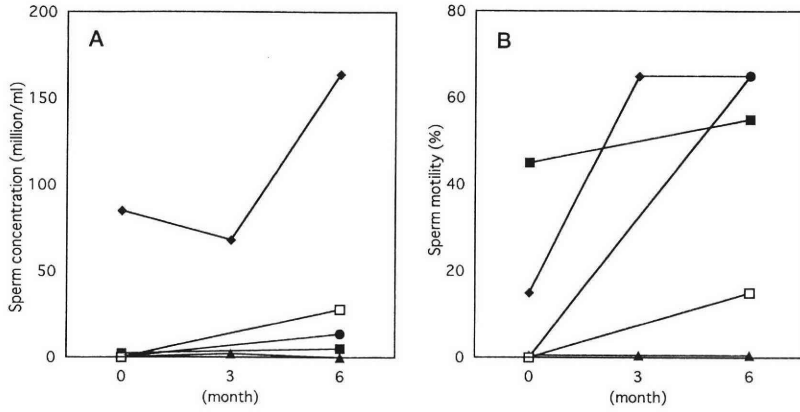 A
Sperm concentration (million/ml)
200
150
100
50
0
0 3 6
(month)
B
Sperm motility (%)
80
60
40
20
0
0 3 6
(month)